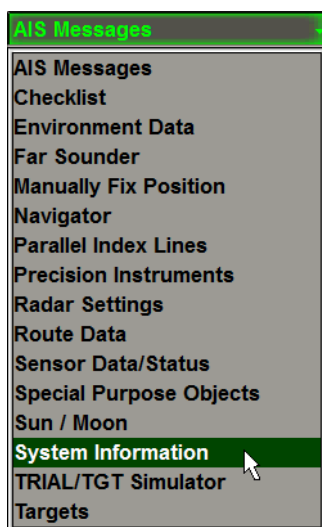 AIS Messages
AIS Messages
Checklist
Environment Data
Far Sounder
Manually Fix Position
Navigator
Parallel Index Lines
Precision Instruments
Radar Settings
Route Data
Sensor Data/Status
Special Purpose Objects
Sun / Moon
System Information
TRIAL/TGT Simulator
Targets